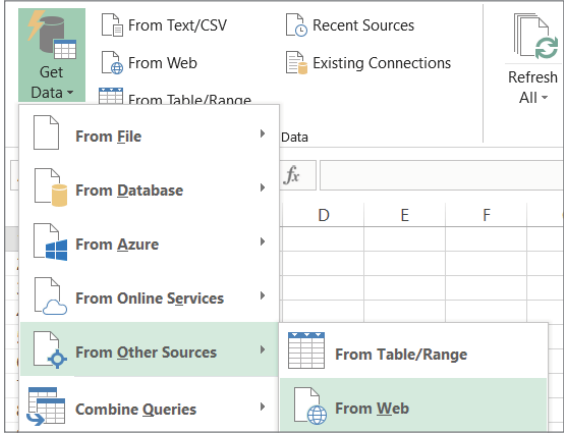 Get
Data
From Text/CSV
From Web
From Table/Range
Recent Sources
Existing Connections
Refresh
All
Data
From File
From Database
From Azure
From Online Services
From Other Sources
Combine Queries
fx
D E F
From Table/Range
From Web